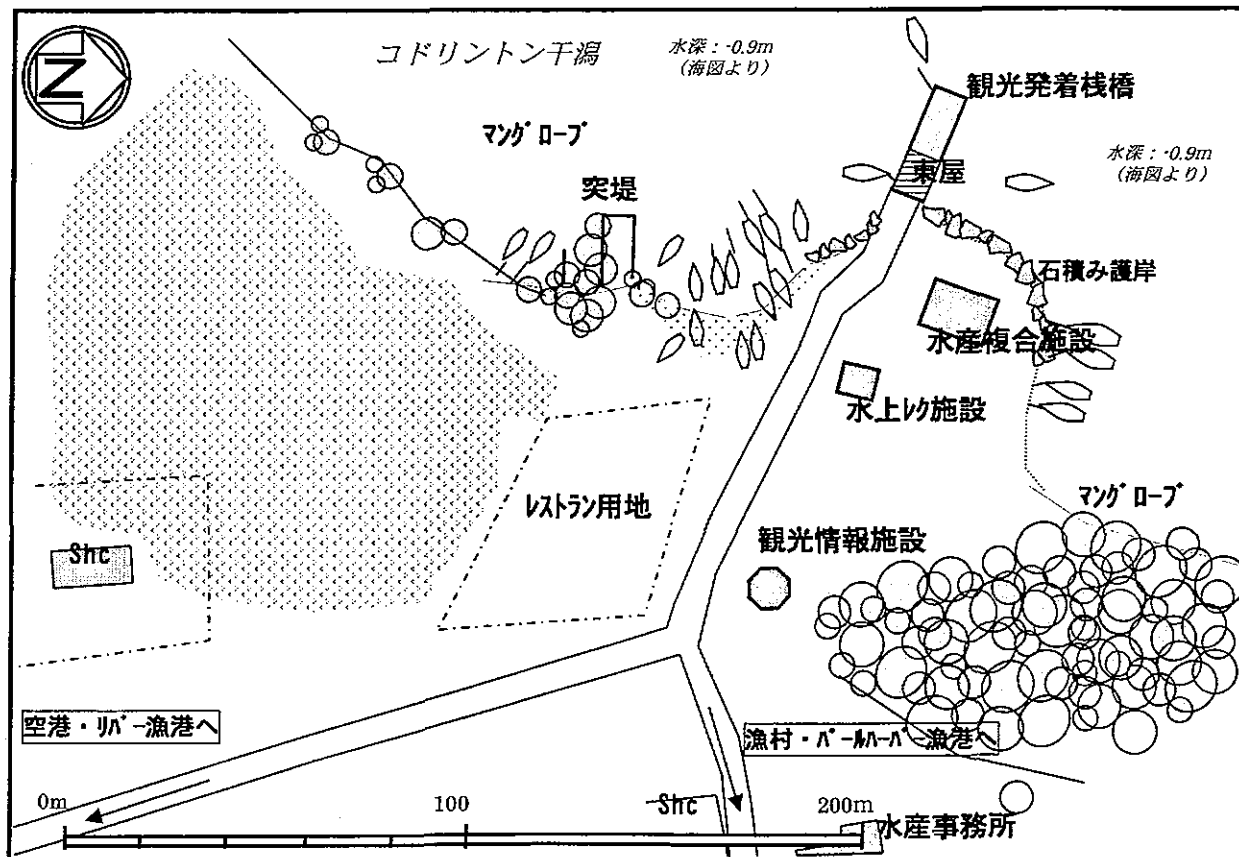 N
コドリントン干潟
水深：-0.9m
(海図より)
観光発着桟橋
マングローブ
水深：-0.9m
(海図より)
東屋
突堤
石積み護岸
水産複合施設
水上ﾚｸ施設
ﾚｽﾄﾗﾝ用地
マングローブ
Shc
観光情報施設
空港・ﾘﾊﾞｰ漁港へ
漁村・ﾊﾟｰﾙﾊｰﾊﾞｰ漁港へ
0m
100
Shc
200m
水産事務所